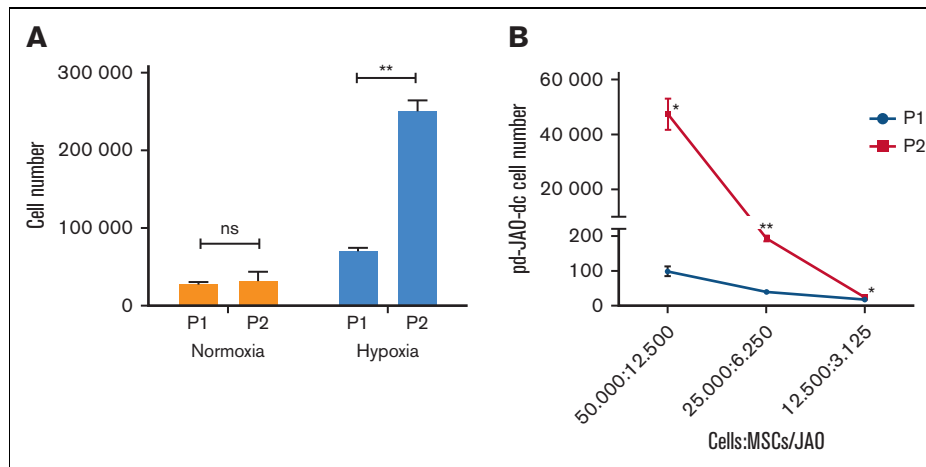 A
Cell number
300 000
200 000
100 000
0
ns
**
P1 P2 P1 P2
Normoxia Hypoxia
B
pd-JAO-dc cell number
60 000
40 000
20 000
200
100
0
*
**
*
P1
P2
50.000:12.500
25.000:6.250
12.500:3.125
Cells:MSCs/JAO